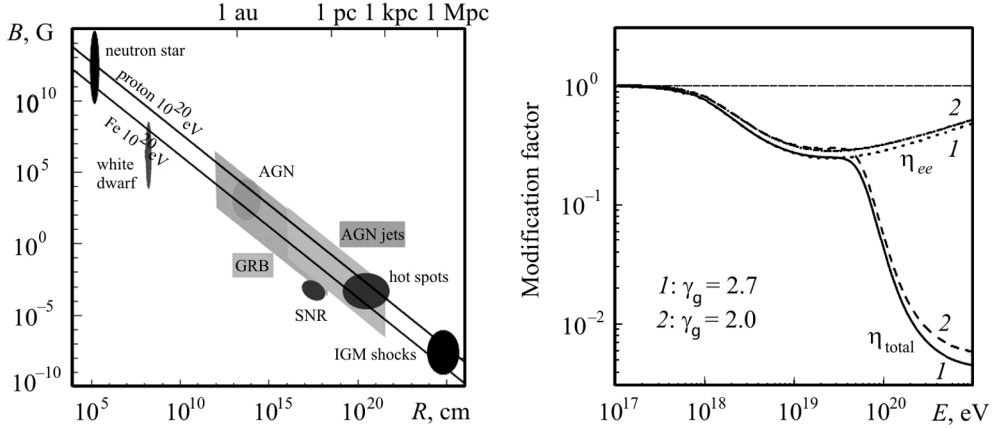 1 au 1 pc 1 kpc 1 Mpc
B, G
neutron star
proton 10^20 eV
10^10
Fe 10^20 eV
white
dwarf
10^5
AGN
10^0
AGN jets
GRB
hot spots
10^−5
SNR
IGM shocks
10^−10
10^5 10^10 10^15 10^20 R, cm
Modification factor
10^0
2
1
η_ee
10^−1
1: γ_g = 2.7
2: γ_g = 2.0
10^−2
2
η_total
1
10^17 10^18 10^19 10^20 E, eV